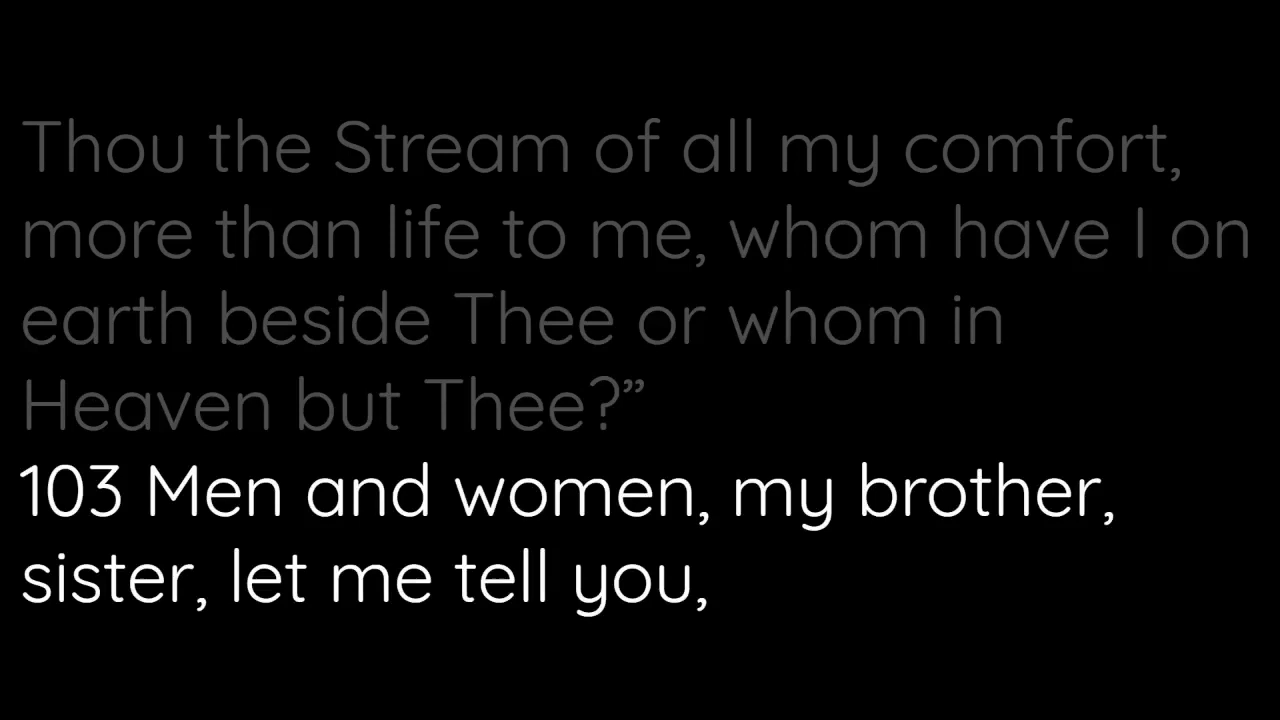 Thou the Stream of all my comfort,
more than life to me, whom have I on
earth beside Thee or whom in
Heaven but Thee?”
103 Men and women, my brother,
sister, let me tell you,